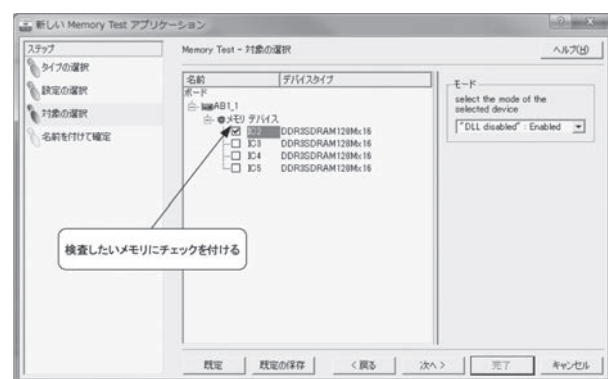 新しい Memory Test アプリケーション
ステップ
タイプの選択
設定の選択
対象の選択
名前を付けて確定
Memory Test - 対象の選択
ヘルプ(H)
名前 デバイスタイプ
ボード
AB1_1
メモリ デバイス
IC2 DDR3SDRAM128Mx16
IC3 DDR3SDRAM128Mx16
IC4 DDR3SDRAM128Mx16
IC5 DDR3SDRAM128Mx16
モード
select the mode of the
selected device
"DLL disabled" : Enabled
検査したいメモリにチェックを付ける
既定 既定の保存 < 戻る 次へ > 完了 キャンセル